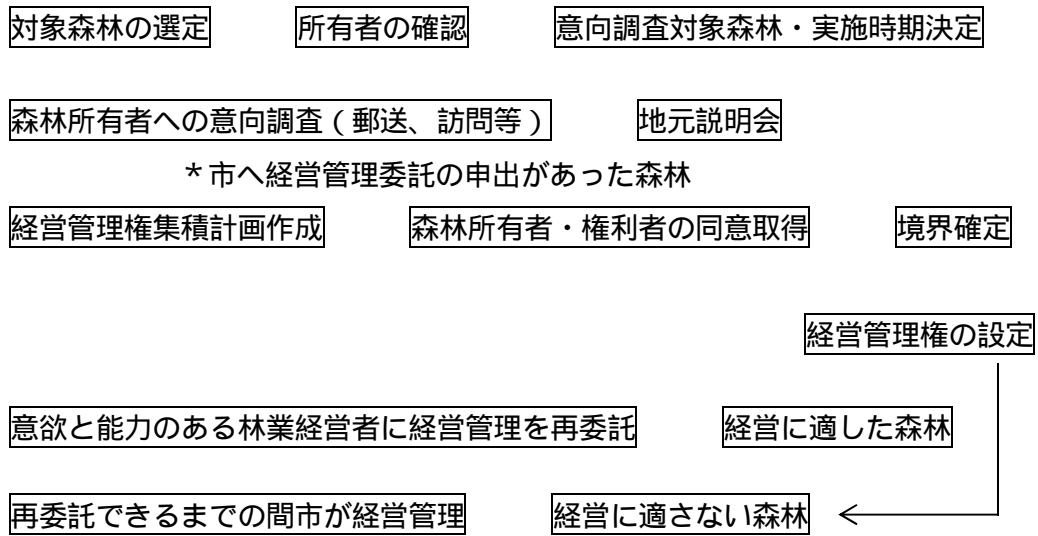 対象森林の選定 所有者の確認 意向調査対象森林・実施時期決定
森林所有者への意向調査（郵送、訪問等） 地元説明会
＊市へ経営管理委託の申出があった森林
経営管理権集積計画作成 森林所有者・権利者の同意取得 境界確定
経営管理権の設定
意欲と能力のある林業経営者に経営管理を再委託 経営に適した森林
再委託できるまでの間市が経営管理 経営に適さない森林